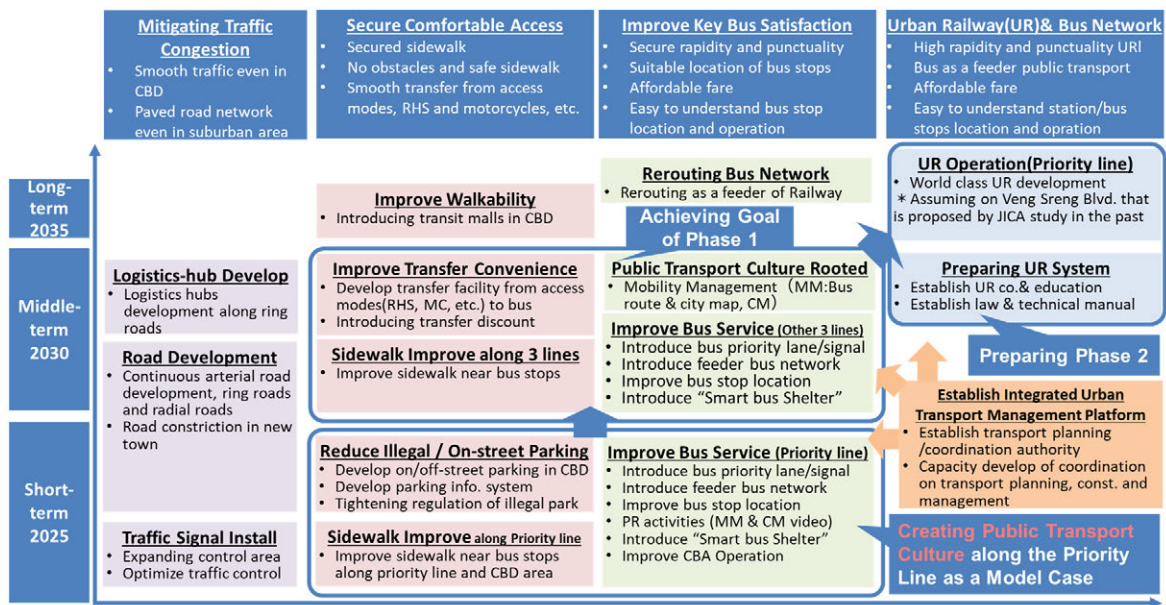 Mitigating Traffic
Congestion
• Smooth traffic even in
CBD
• Paved road network
even in suburban area
Secure Comfortable Access
• Secured sidewalk
• No obstacles and safe sidewalk
• Smooth transfer from access
modes, RHS and motorcycles, etc.
Improve Key Bus Satisfaction
• Secure rapidity and punctuality
• Suitable location of bus stops
• Affordable fare
• Easy to understand bus stop
location and operation
Urban Railway(UR)& Bus Network
• High rapidity and punctuality URl
• Bus as a feeder public transport
• Affordable fare
• Easy to understand station/bus
stops location and opration
Long-
term
2035
Improve Walkability
• Introducing transit malls in CBD
Rerouting Bus Network
• Rerouting as a feeder of Railway
Achieving Goal
of Phase 1
UR Operation(Priority line)
• World class UR development
＊Assuming on Veng Sreng Blvd. that
is proposed by JICA study in the past
Middle-
term
2030
Logistics-hub Develop
• Logistics hubs
development along ring
roads
Road Development
• Continuous arterial road
development, ring roads
and radial roads
• Road constriction in new
town
Improve Transfer Convenience
• Develop transfer facility from access
modes(RHS, MC, etc.) to bus
• Introducing transfer discount
Sidewalk Improve along 3 lines
• Improve sidewalk near bus stops
Public Transport Culture Rooted
• Mobility Management（MM:Bus
route & city map, CM）
Improve Bus Service (Other 3 lines)
• Introduce bus priority lane/signal
• Introduce feeder bus network
• Improve bus stop location
• Introduce “Smart bus Shelter”
Preparing UR System
• Establish UR co.& education
• Establish law & technical manual
Preparing Phase 2
Establish Integrated Urban
Transport Management Platform
• Establish transport planning
/coordination authority
• Capacity develop of coordination
on transport planning, const. and
management
Short-
term
2025
Traffic Signal Install
• Expanding control area
• Optimize traffic control
Reduce Illegal / On-street Parking
• Develop on/off-street parking in CBD
• Develop parking info. system
• Tightening regulation of illegal park
Sidewalk Improve along Priority line
• Improve sidewalk near bus stops
along priority line and CBD area
Improve Bus Service (Priority line)
• Introduce bus priority lane/signal
• Introduce feeder bus network
• Improve bus stop location
• PR activities (MM & CM video)
• Introduce “Smart bus Shelter”
• Improve CBA Operation
Creating Public Transport
Culture along the Priority
Line as a Model Case